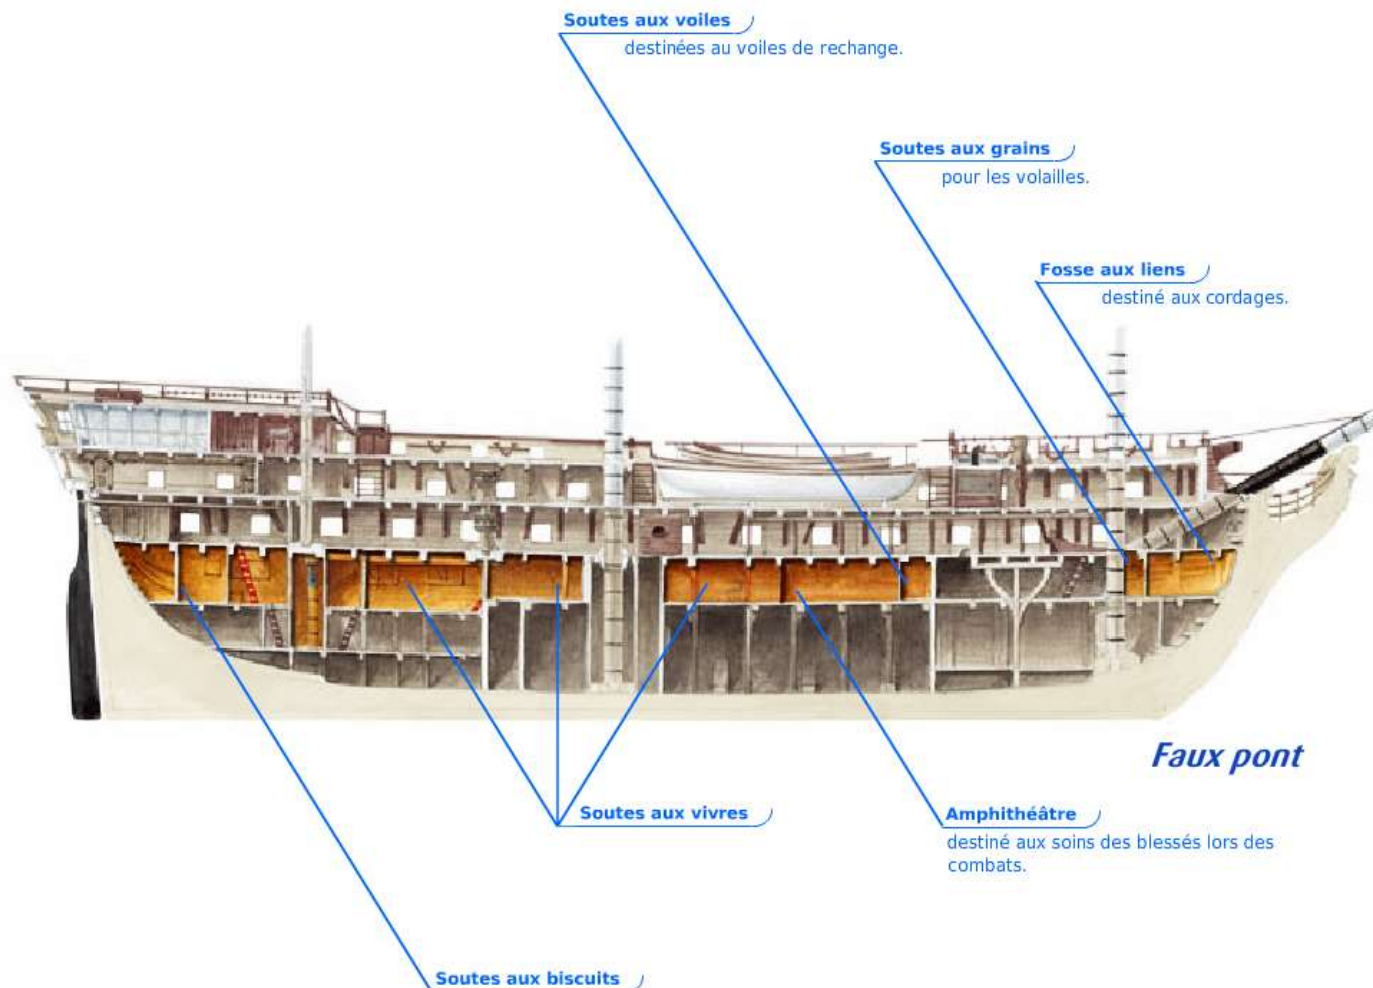 Soutes aux voiles
destinées au voiles de rechange.
Soutes aux grains
pour les volailles.
Fosse aux liens
destiné aux cordages.
Faux pont
Soutes aux vivres
Amphithéâtre
destiné aux soins des blessés lors des
combats.
Soutes aux biscuits